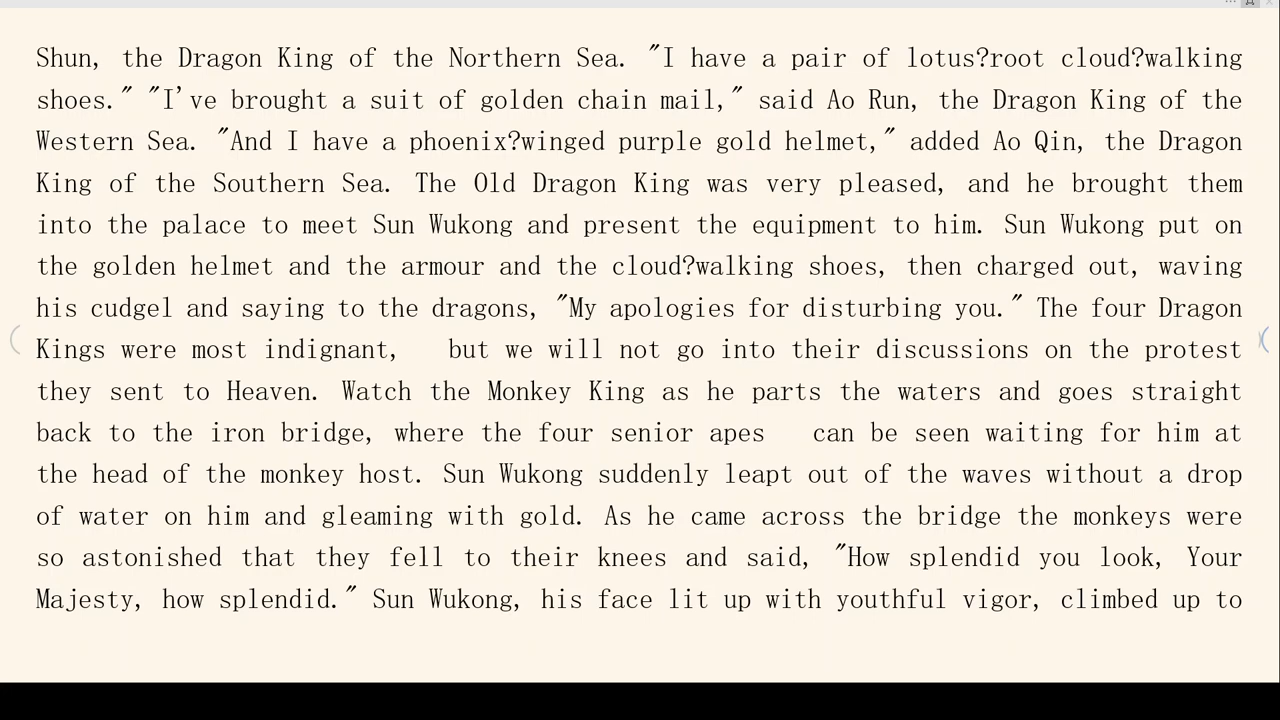 Shun, the Dragon King of the Northern Sea. "I have a pair of lotus?root cloud?walking
shoes." "I've brought a suit of golden chain mail," said Ao Run, the Dragon King of the
Western Sea. "And I have a phoenix?winged purple gold helmet," added Ao Qin, the Dragon
King of the Southern Sea. The Old Dragon King was very pleased, and he brought them
into the palace to meet Sun Wukong and present the equipment to him. Sun Wukong put on
the golden helmet and the armour and the cloud?walking shoes, then charged out, waving
his cudgel and saying to the dragons, "My apologies for disturbing you." The four Dragon
Kings were most indignant, but we will not go into their discussions on the protest
they sent to Heaven. Watch the Monkey King as he parts the waters and goes straight
back to the iron bridge, where the four senior apes can be seen waiting for him at
the head of the monkey host. Sun Wukong suddenly leapt out of the waves without a drop
of water on him and gleaming with gold. As he came across the bridge the monkeys were
so astonished that they fell to their knees and said, "How splendid you look, Your
Majesty, how splendid." Sun Wukong, his face lit up with youthful vigor, climbed up to